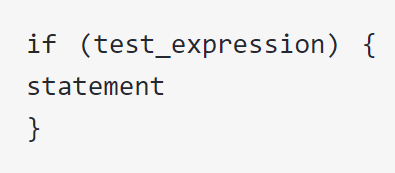 if (test_expression) {
statement
}